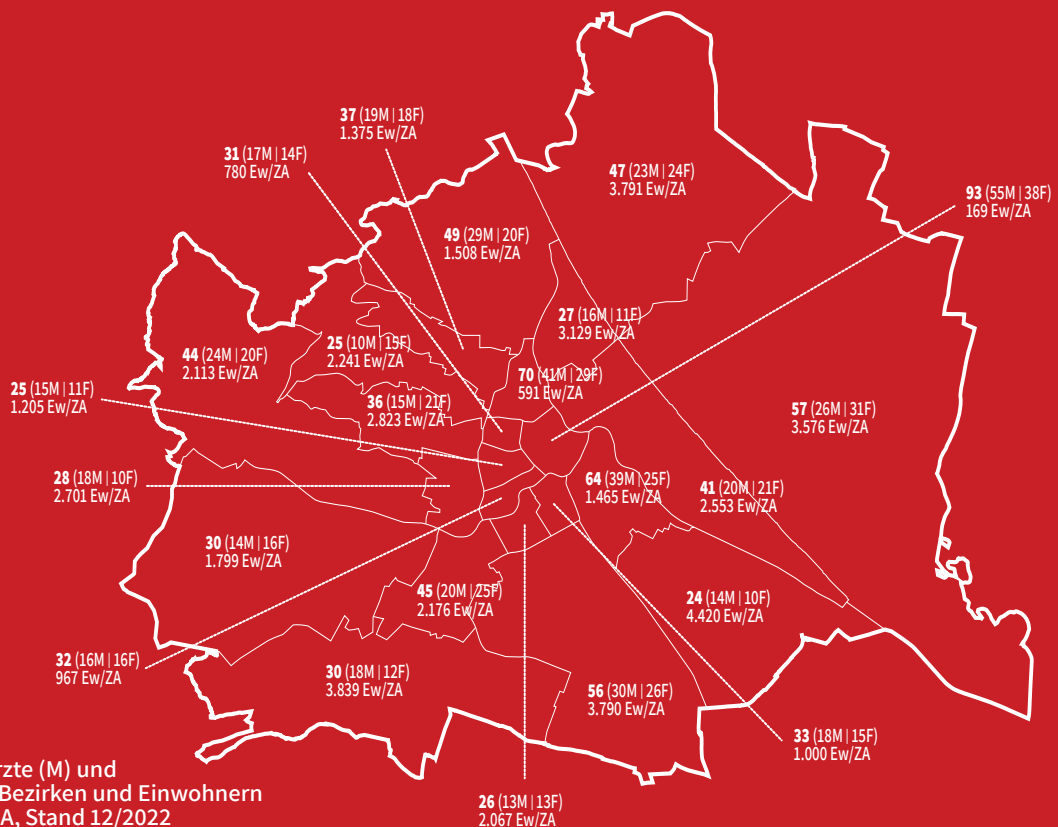 37 (19M | 18F)
1.375 Ew/ZA
31 (17M | 14F)
780 Ew/ZA
47 (23M | 24F)
3.791 Ew/ZA
93 (55M | 38F)
169 Ew/ZA
49 (29M | 20F)
1.508 Ew/ZA
27 (16M | 11F)
3.129 Ew/ZA
44 (24M | 20F)
2.113 Ew/ZA
25 (10M | 15F)
2.241 Ew/ZA
70 (41M | 29F)
591 Ew/ZA
25 (15M | 11F)
1.205 Ew/ZA
36 (15M | 21F)
2.823 Ew/ZA
57 (26M | 31F)
3.576 Ew/ZA
28 (18M | 10F)
2.701 Ew/ZA
64 (39M | 25F)
1.465 Ew/ZA
41 (20M | 21F)
2.553 Ew/ZA
30 (14M | 16F)
1.799 Ew/ZA
45 (20M | 25F)
2.176 Ew/ZA
24 (14M | 10F)
4.420 Ew/ZA
32 (16M | 16F)
967 Ew/ZA
30 (18M | 12F)
3.839 Ew/ZA
56 (30M | 26F)
3.790 Ew/ZA
33 (18M | 15F)
1.000 Ew/ZA
26 (13M | 13F)
2.067 Ew/ZA
rzte (M) und
Bezirken und Einwohnern
A, Stand 12/2022